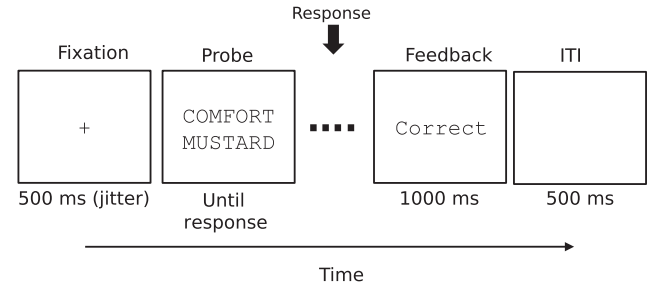 Response
Fixation
Probe
Feedback
ITI
+
COMFORT
MUSTARD
Correct
500 ms (jitter)
Until
response
1000 ms
500 ms
Time